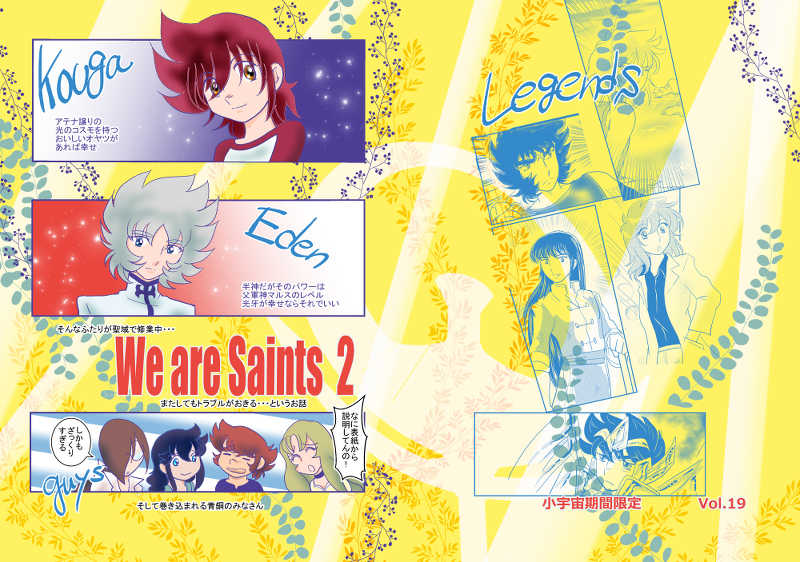 Kouga
アテナ譲りの
光のコスモを持つ
おいしいオヤツが
あれば幸せ
Eden
半神だがそのパワーは
父軍神マルスのレベル
光牙が幸せならそれでいい
そんなふたりが聖域で修業中・・・
We are Saints 2
またしてもトラブルがおきる・・・というお話
なに表紙から
説明してんの!
しかも
ざっくり
すぎる
guys
そして巻き込まれる青銅のみなさん
Legends
小宇宙期間限定
Vol.19